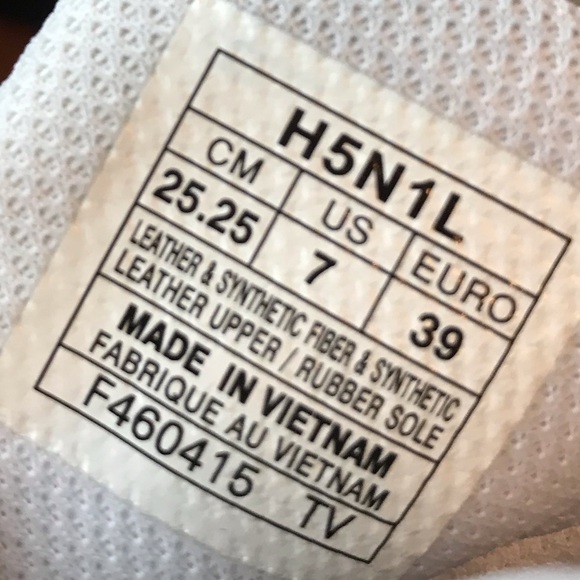 H5N1L
CM US EURO
25.25 7 39
LEATHER & SYNTHETIC FIBER & SYNTHETIC
LEATHER UPPER / RUBBER SOLE
MADE IN VIETNAM
FABRIQUE AU VIETNAM
F460415 TV